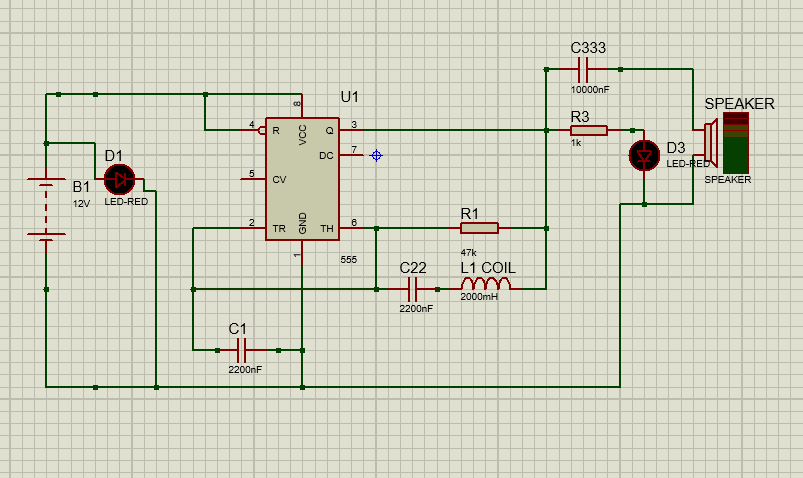 C333
10000nF
SPEAKER
U1
8
4
R
VCC
Q
3
R3
1k
D1
LED-RED
DC
7
D3
LED-RED
SPEAKER
B1
12V
5
CV
2
TR
GND
TH
6
R1
47k
1
555
C22
2200nF
L1 COIL
2000mH
C1
2200nF